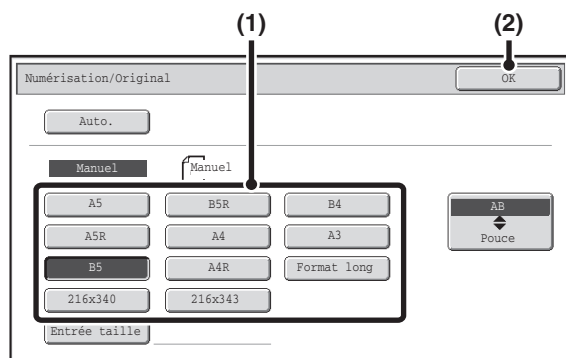 (1) (2)
Numérisation/Original OK
Auto.
Manuel Manuel
A5 B5R B4 AB
A5R A4 A3 Pouce
B5 A4R Format long
216x340 216x343
Entrée taille